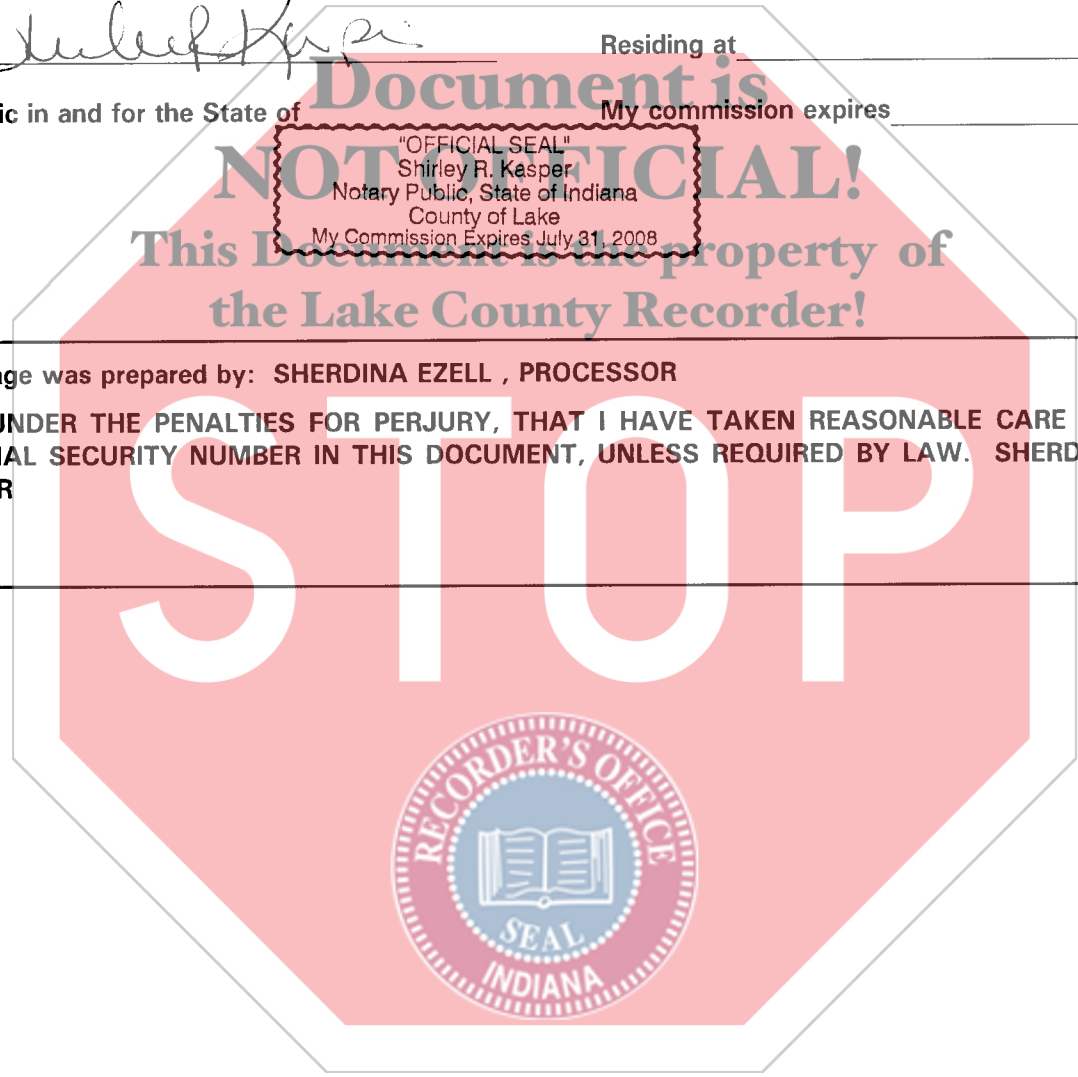 Residing at
Document is
ic in and for the State of
My commission expires
NOT OFFICIAL!
"OFFICIAL SEAL"
Shirley R. Kasper
Notary Public, State of Indiana
County of Lake
My Commission Expires July 31, 2008
This Document is the property of
the Lake County Recorder!
ge was prepared by: SHERDINA EZELL , PROCESSOR
UNDER THE PENALTIES FOR PERJURY, THAT I HAVE TAKEN REASONABLE CARE
IAL SECURITY NUMBER IN THIS DOCUMENT, UNLESS REQUIRED BY LAW. SHERD
R
STOP
RECORDER'S OFFICE
SEAL
INDIANA